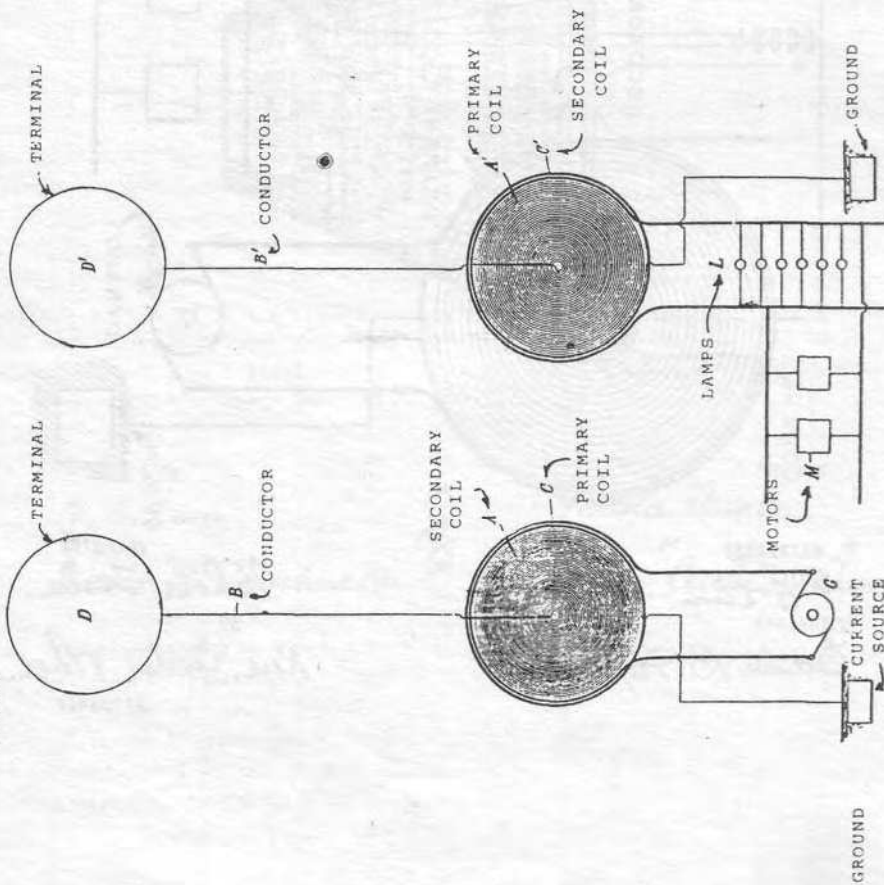 TERMINAL
D
B
CONDUCTOR
SECONDARY
COIL
A
C
PRIMARY
COIL
G
CURRENT
SOURCE
GROUND
TERMINAL
D'
B'
CONDUCTOR
PRIMARY
COIL
A'
C'
SECONDARY
COIL
LAMPS
L
MOTORS
M
GROUND